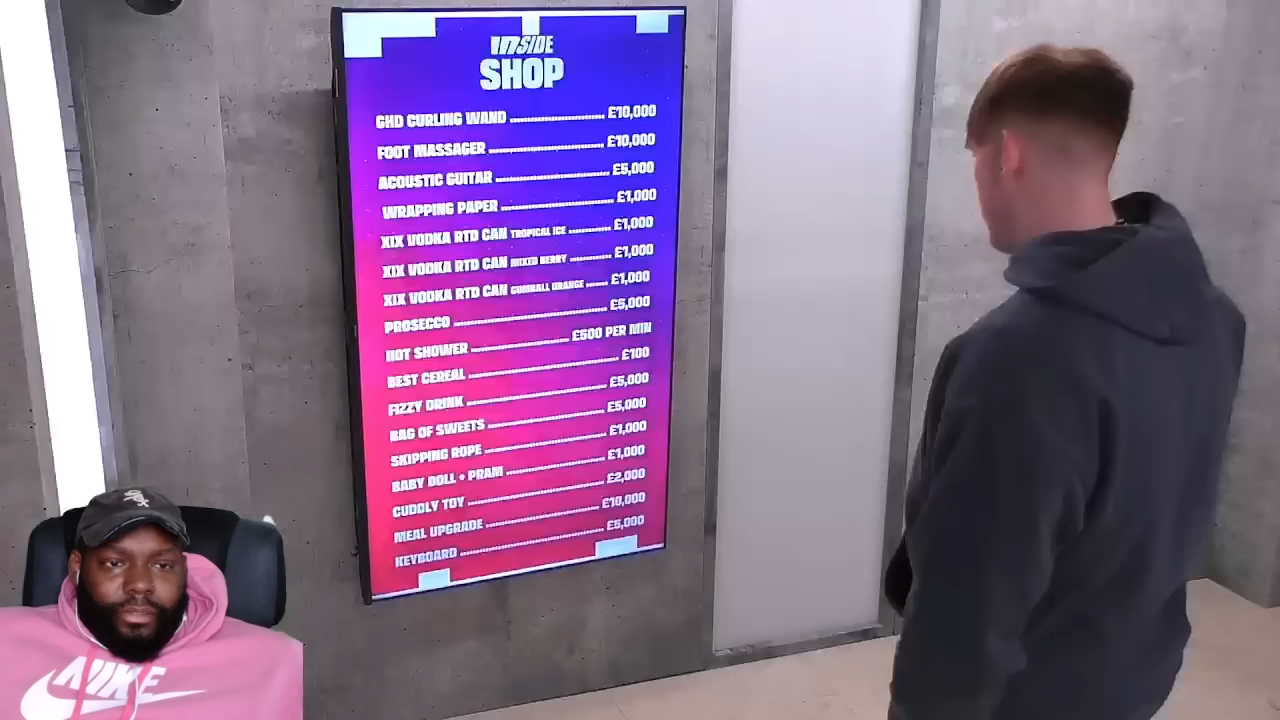 INSIDE
SHOP
GHD CURLING WAND £10,000
FOOT MASSAGER £10,000
ACOUSTIC GUITAR £5,000
WRAPPING PAPER £1,000
XIX VODKA RTD CAN TROPICAL ICE £1,000
XIX VODKA RTD CAN MIXED BERRY £1,000
XIX VODKA RTD CAN GUMBALL ORANGE £1,000
PROSECCO £5,000
HOT SHOWER £500 PER MIN
BEST CEREAL £100
FIZZY DRINK £5,000
BAG OF SWEETS £5,000
SKIPPING ROPE £1,000
BABY DOLL + PRAM £1,000
CUDDLY TOY £2,000
MEAL UPGRADE £10,000
KEYBOARD £5,000
SOX
NIKE